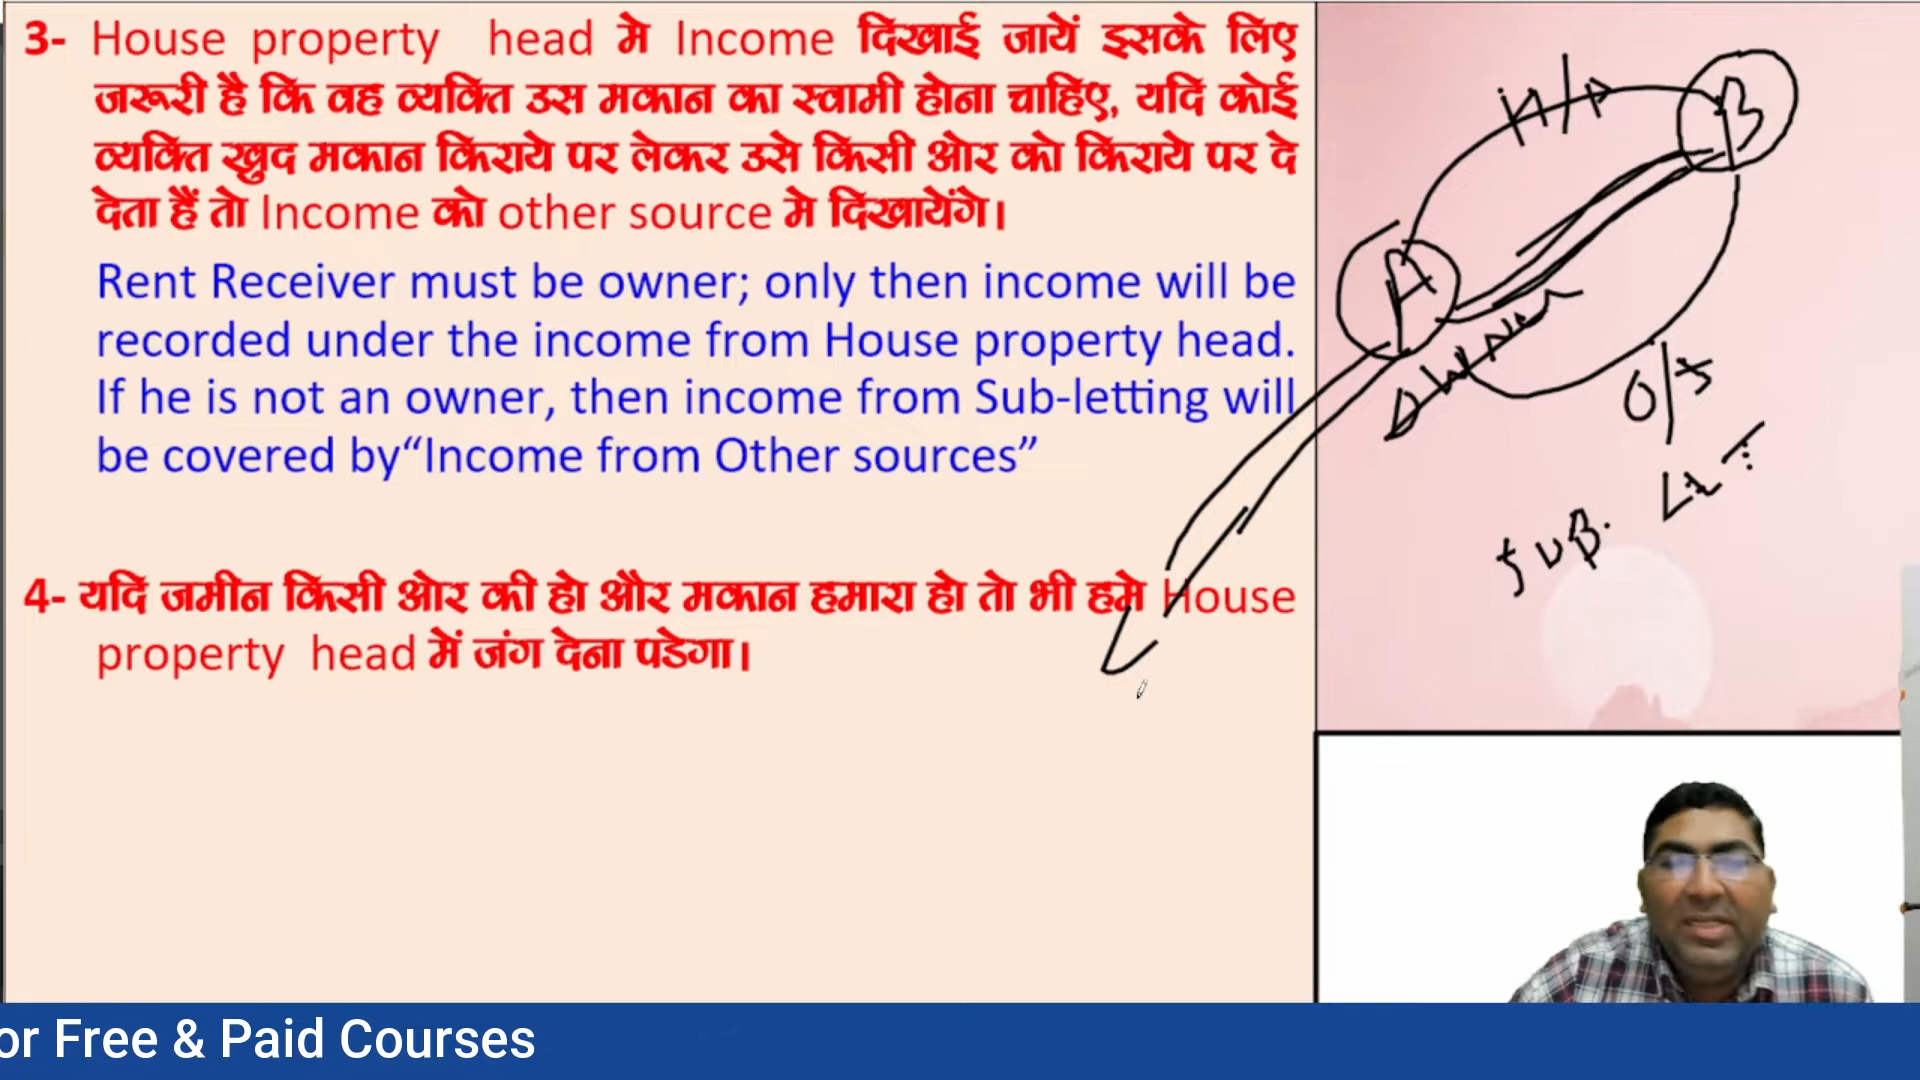 3- House property head मे Income दिखाई जायें इसके लिए
जरूरी है कि वह व्यक्ति उस मकान का स्वामी होना चाहिए, यदि कोई
व्यक्ति खुद मकान किराये पर लेकर उसे किसी ओर को किराये पर दे
देता हैं तो Income को other source मे दिखायेंगे।
Rent Receiver must be owner; only then income will be
recorded under the income from House property head.
If he is not an owner, then income from Sub-letting will
be covered by“Income from Other sources”
4- यदि जमीन किसी ओर की हो और मकान हमारा हो तो भी हमे House
property head में जंग देना पडेगा।
H/P
B
A
O/S
SUB.
or Free & Paid Courses